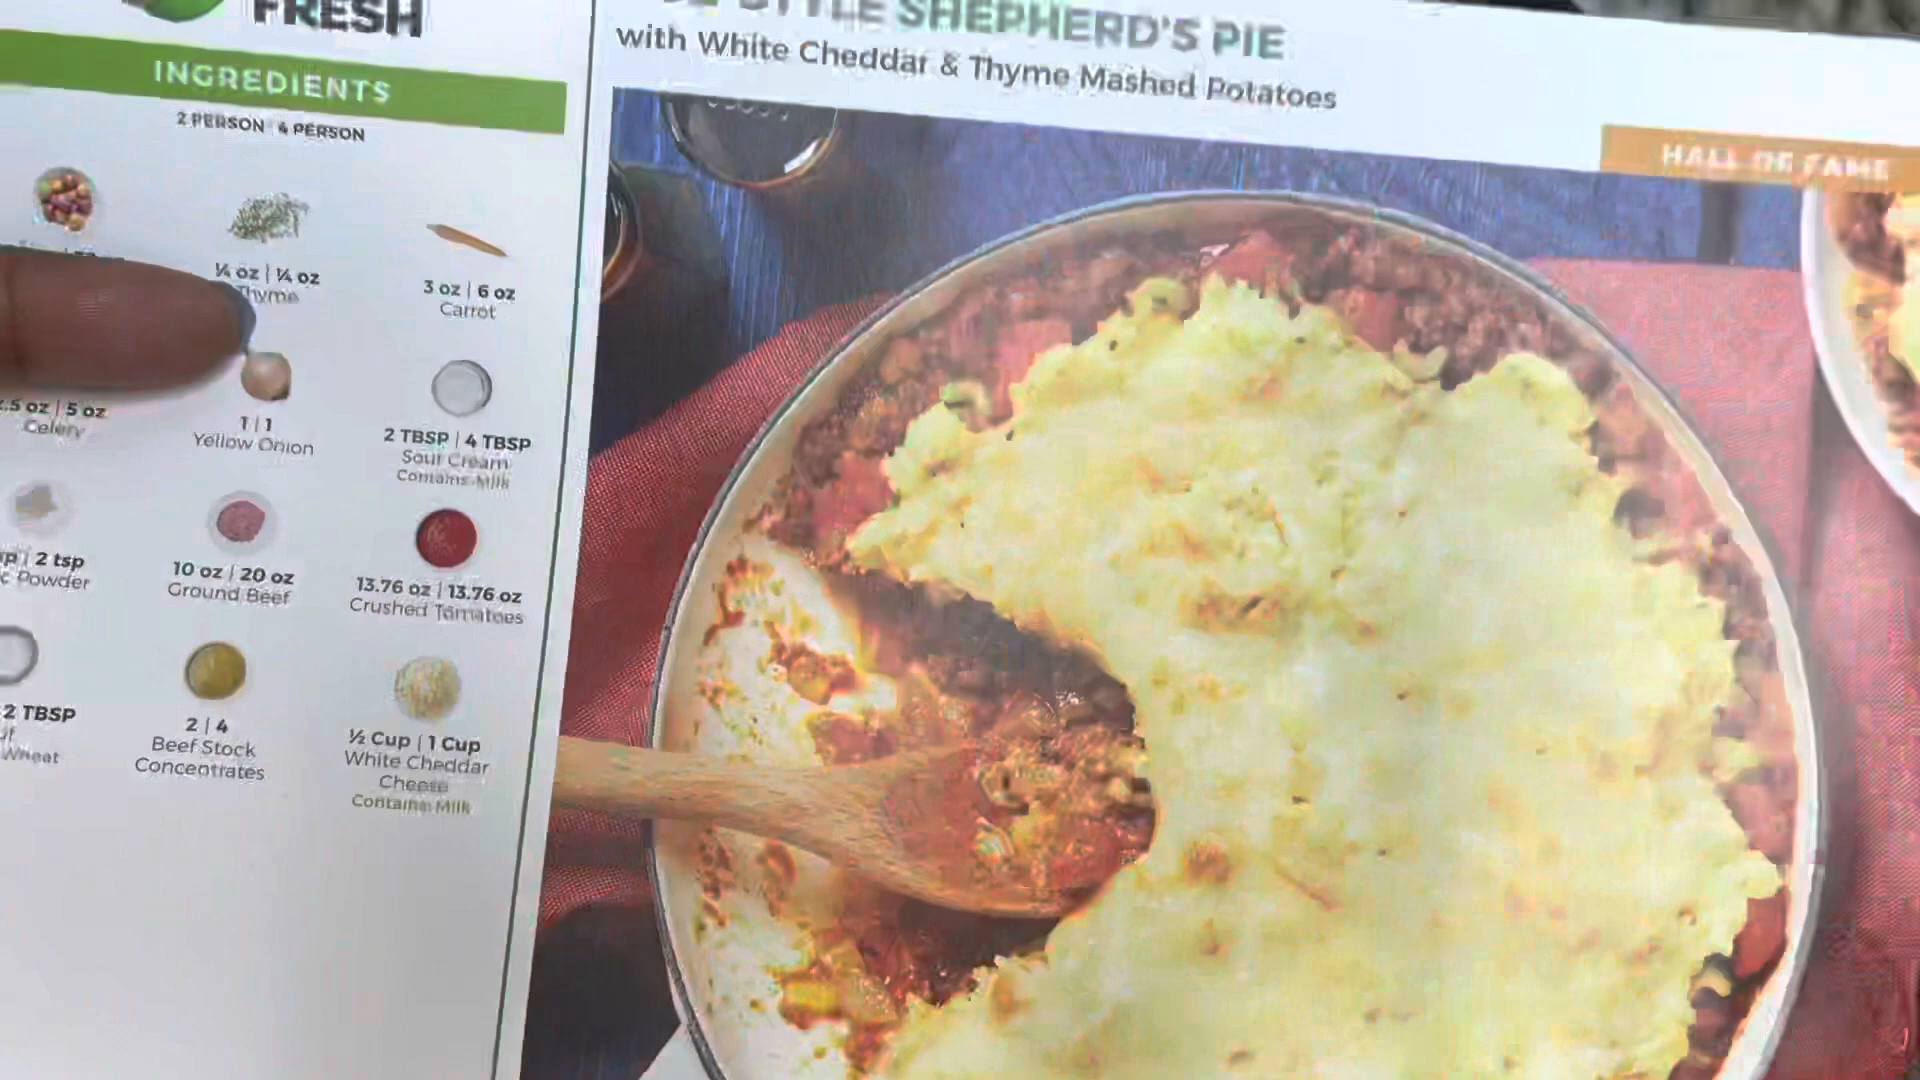 FRESH
INGREDIENTS
2 PERSON 4 PERSON
¼ oz | ¼ oz
Thyme
3 oz | 6 oz
Carrot
5 oz | 5 oz
Celery
1 | 1
Yellow Onion
2 TBSP | 4 TBSP
Sour Cream
Contains: Milk
| 2 tsp
Powder
10 oz | 20 oz
Ground Beef
13.76 oz | 13.76 oz
Crushed Tomatoes
2 TBSP
Wheat
2 | 4
Beef Stock
Concentrates
½ Cup | 1 Cup
White Cheddar
Cheese
Contains: Milk
STYLE SHEPHERD'S PIE
with White Cheddar & Thyme Mashed Potatoes
HALL OF FAME